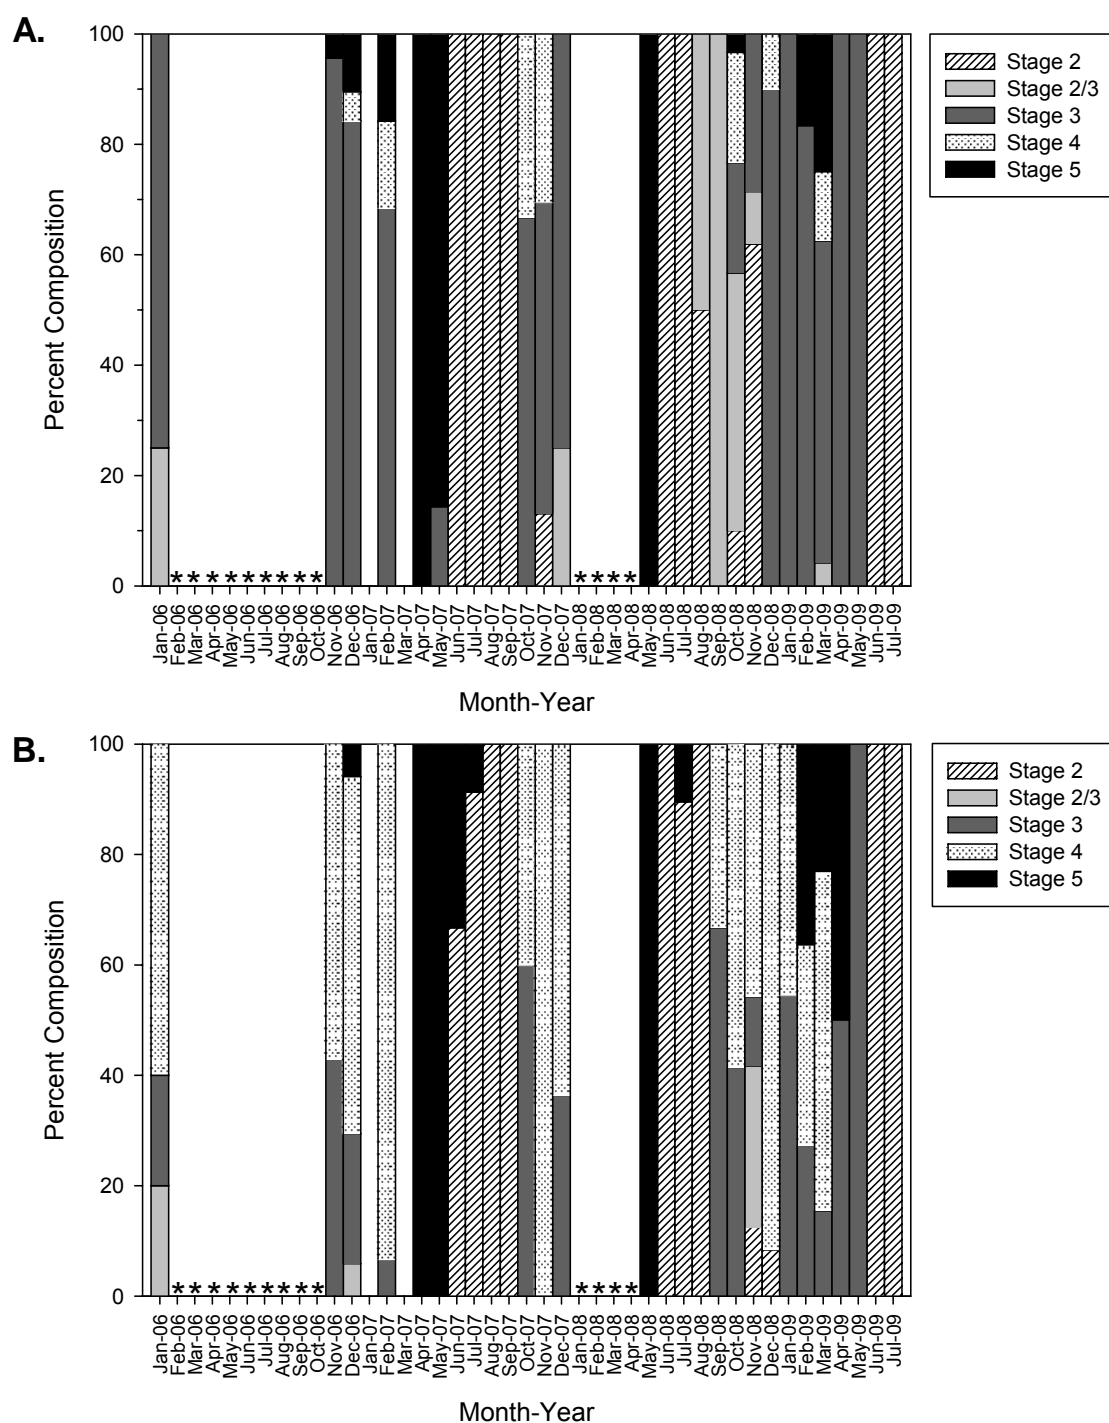 A.
100
80
60
40
20
0
Percent Composition
Stage 2
Stage 2/3
Stage 3
Stage 4
Stage 5
* * * * * * * * *
* * * *
Jan-06
Feb-06
Mar-06
Apr-06
May-06
Jun-06
Jul-06
Aug-06
Sep-06
Oct-06
Nov-06
Dec-06
Jan-07
Feb-07
Mar-07
Apr-07
May-07
Jun-07
Jul-07
Aug-07
Sep-07
Oct-07
Nov-07
Dec-07
Jan-08
Feb-08
Mar-08
Apr-08
May-08
Jun-08
Jul-08
Aug-08
Sep-08
Oct-08
Nov-08
Dec-08
Jan-09
Feb-09
Mar-09
Apr-09
May-09
Jun-09
Jul-09
Month-Year
B.
100
80
60
40
20
0
Percent Composition
Stage 2
Stage 2/3
Stage 3
Stage 4
Stage 5
* * * * * * * * *
* * * *
Jan-06
Feb-06
Mar-06
Apr-06
May-06
Jun-06
Jul-06
Aug-06
Sep-06
Oct-06
Nov-06
Dec-06
Jan-07
Feb-07
Mar-07
Apr-07
May-07
Jun-07
Jul-07
Aug-07
Sep-07
Oct-07
Nov-07
Dec-07
Jan-08
Feb-08
Mar-08
Apr-08
May-08
Jun-08
Jul-08
Aug-08
Sep-08
Oct-08
Nov-08
Dec-08
Jan-09
Feb-09
Mar-09
Apr-09
May-09
Jun-09
Jul-09
Month-Year